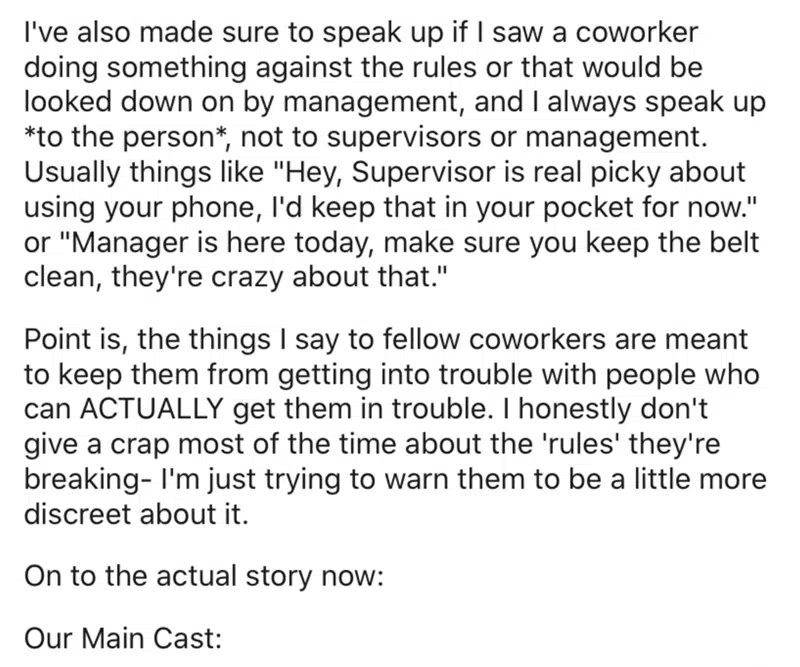 I've also made sure to speak up if I saw a coworker
doing something against the rules or that would be
looked down on by management, and I always speak up
*to the person*, not to supervisors or management.
Usually things like "Hey, Supervisor is real picky about
using your phone, I'd keep that in your pocket for now."
or "Manager is here today, make sure you keep the belt
clean, they're crazy about that."
Point is, the things I say to fellow coworkers are meant
to keep them from getting into trouble with people who
can ACTUALLY get them in trouble. I honestly don't
give a crap most of the time about the 'rules' they're
breaking- I'm just trying to warn them to be a little more
discreet about it.
On to the actual story now:
Our Main Cast: